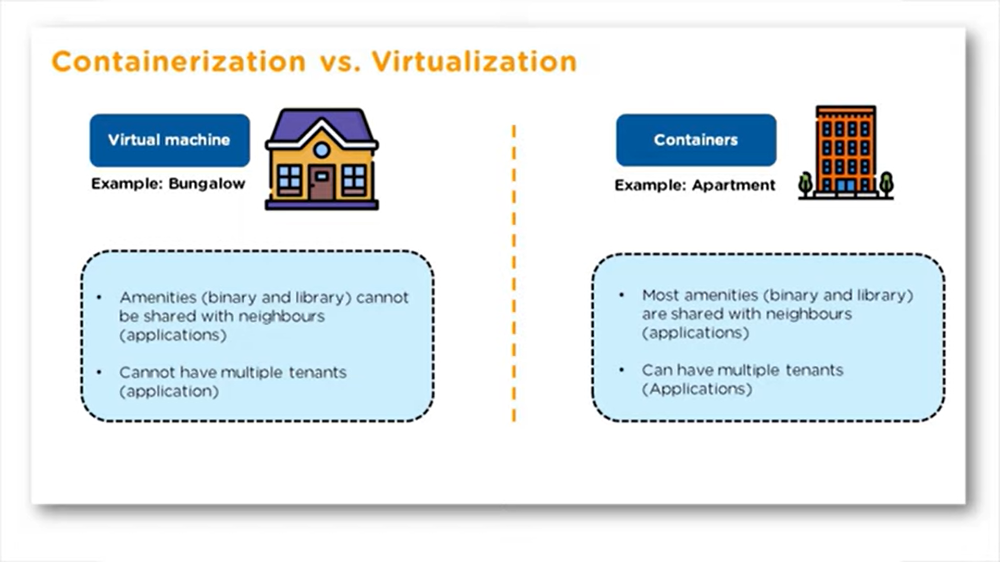 Containerization vs. Virtualization
Virtual machine
Example: Bungalow
• Amenities (binary and library) cannot
be shared with neighbours
(applications)
• Cannot have multiple tenants
(application)
Containers
Example: Apartment
• Most amenities (binary and library)
are shared with neighbours
(applications)
• Can have multiple tenants
(Applications)